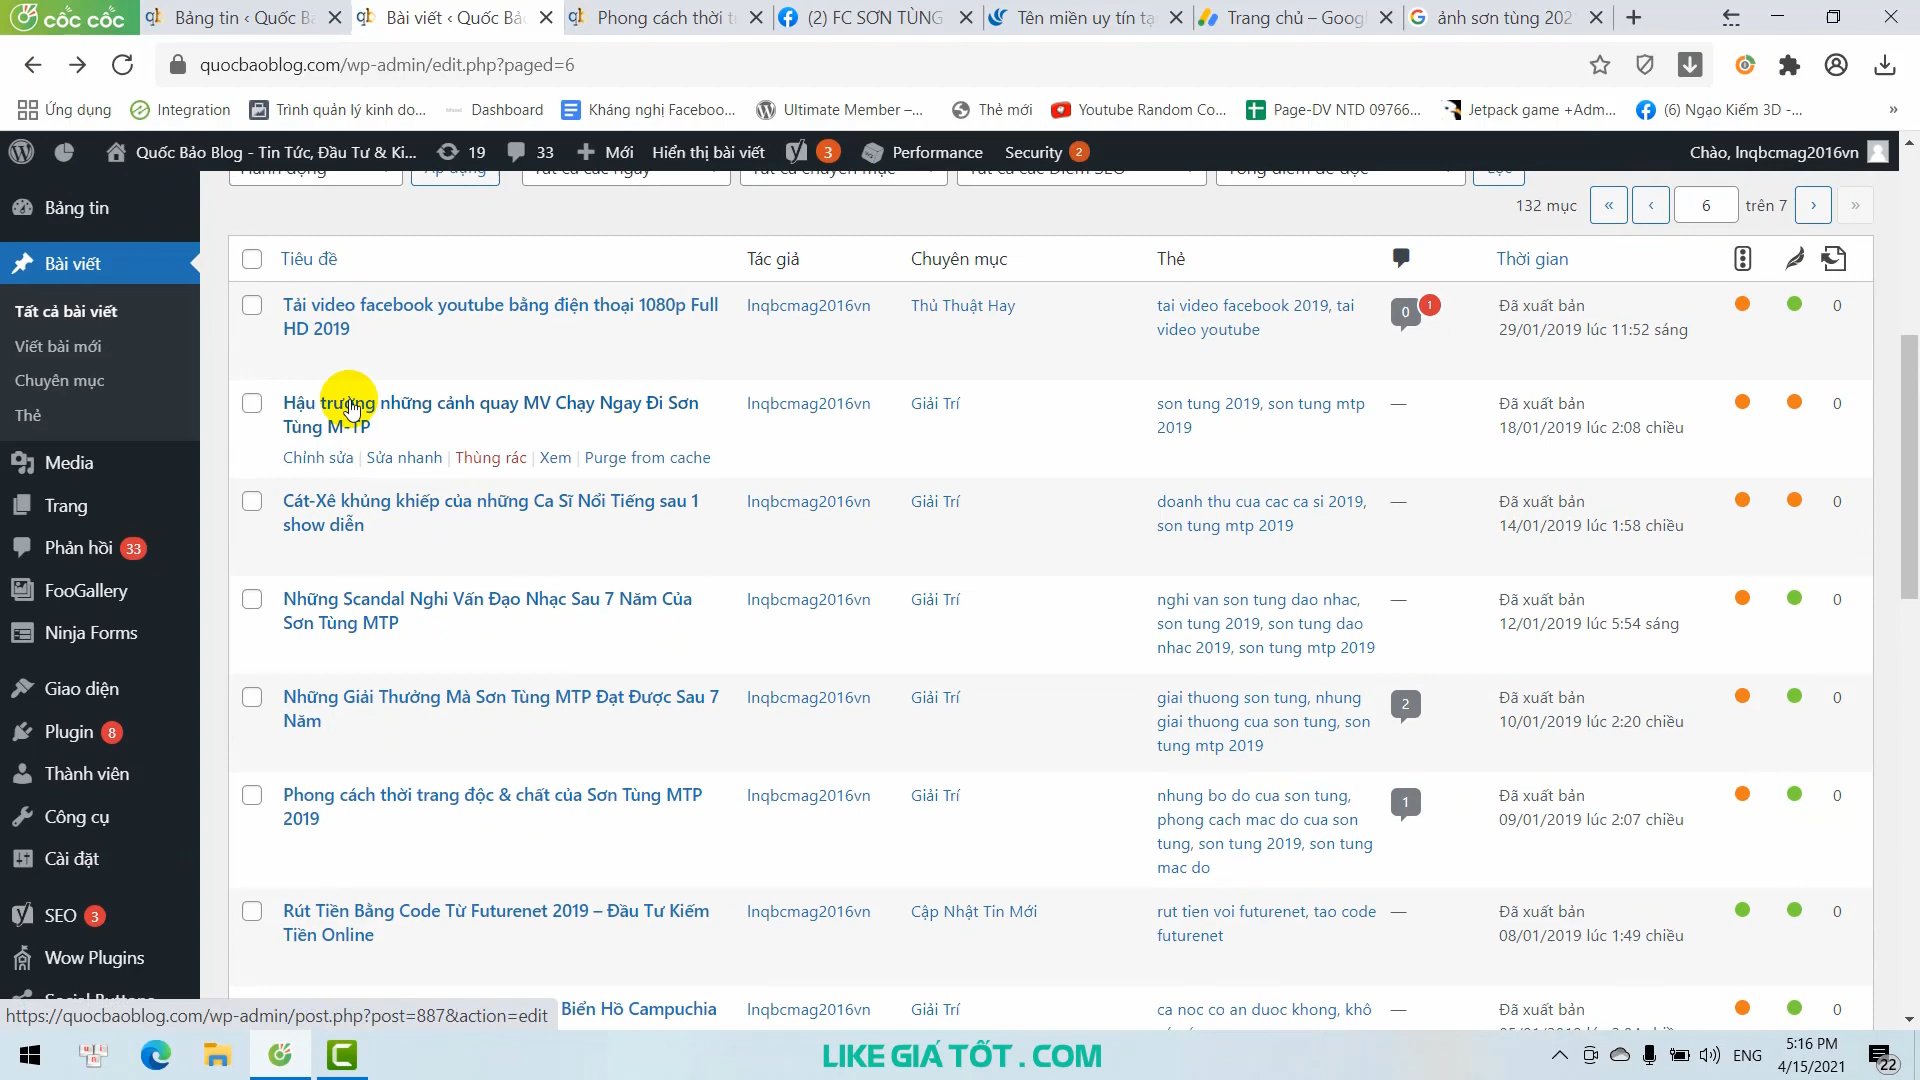 cốc cốc
Bảng tin ‹ Quốc B
Bài viết ‹ Quốc Bả
Phong cách thời t
(2) FC SƠN TÙNG
Tên miền uy tín tạ
Trang chủ – Goog
ảnh sơn tùng 202
quocbaoblog.com/wp-admin/edit.php?paged=6
Ứng dụng
Integration
Trình quản lý kinh do...
Dashboard
Kháng nghị Faceboo...
Ultimate Member –...
Thẻ mới
Youtube Random Co...
Page-DV NTD 09766...
Jetpack game +Adm...
(6) Ngạo Kiếm 3D -...
»
Quốc Bảo Blog - Tin Tức, Đầu Tư & Ki...
19
33
Mới
Hiển thị bài viết
3
Performance
Security 2
Chào, lnqbcmag2016vn
132 mục « ‹ 6 trên 7 › »
Bảng tin
Bài viết
Tất cả bài viết
Viết bài mới
Chuyên mục
Thẻ
Media
Trang
Phản hồi 33
FooGallery
Ninja Forms
Giao diện
Plugin 8
Thành viên
Công cụ
Cài đặt
SEO 3
Wow Plugins
Tiêu đề Tác giả Chuyên mục Thẻ Thời gian
Tải video facebook youtube bằng điện thoại 1080p Full
HD 2019
lnqbcmag2016vn
Thủ Thuật Hay
tai video facebook 2019, tai
video youtube
0 1
Đã xuất bản
29/01/2019 lúc 11:52 sáng
0
Hậu trường những cảnh quay MV Chạy Ngay Đi Sơn
Tùng M-TP
Chỉnh sửa | Sửa nhanh | Thùng rác | Xem | Purge from cache
lnqbcmag2016vn
Giải Trí
son tung 2019, son tung mtp
2019
—
Đã xuất bản
18/01/2019 lúc 2:08 chiều
0
Cát-Xê khủng khiếp của những Ca Sĩ Nổi Tiếng sau 1
show diễn
lnqbcmag2016vn
Giải Trí
doanh thu cua cac ca si 2019,
son tung mtp 2019
—
Đã xuất bản
14/01/2019 lúc 1:58 chiều
0
Những Scandal Nghi Vấn Đạo Nhạc Sau 7 Năm Của
Sơn Tùng MTP
lnqbcmag2016vn
Giải Trí
nghi van son tung dao nhac,
son tung 2019, son tung dao
nhac 2019, son tung mtp 2019
—
Đã xuất bản
12/01/2019 lúc 5:54 sáng
0
Những Giải Thưởng Mà Sơn Tùng MTP Đạt Được Sau 7
Năm
lnqbcmag2016vn
Giải Trí
giai thuong son tung, nhung
giai thuong cua son tung, son
tung mtp 2019
2
Đã xuất bản
10/01/2019 lúc 2:20 chiều
0
Phong cách thời trang độc & chất của Sơn Tùng MTP
2019
lnqbcmag2016vn
Giải Trí
nhung bo do cua son tung,
phong cach mac do cua son
tung, son tung 2019, son tung
mac do
1
Đã xuất bản
09/01/2019 lúc 2:07 chiều
0
Rút Tiền Bằng Code Từ Futurenet 2019 – Đầu Tư Kiếm
Tiền Online
lnqbcmag2016vn
Cập Nhật Tin Mới
rut tien voi futurenet, tao code
futurenet
—
Đã xuất bản
08/01/2019 lúc 1:49 chiều
0
Biển Hồ Campuchia
lnqbcmag2016vn
Giải Trí
ca noc co an duoc khong, khô
—
Đã xuất bản
0
https://quocbaoblog.com/wp-admin/post.php?post=887&action=edit
LIKE GIÁ TỐT . COM
ENG
5:16 PM
4/15/2021
22